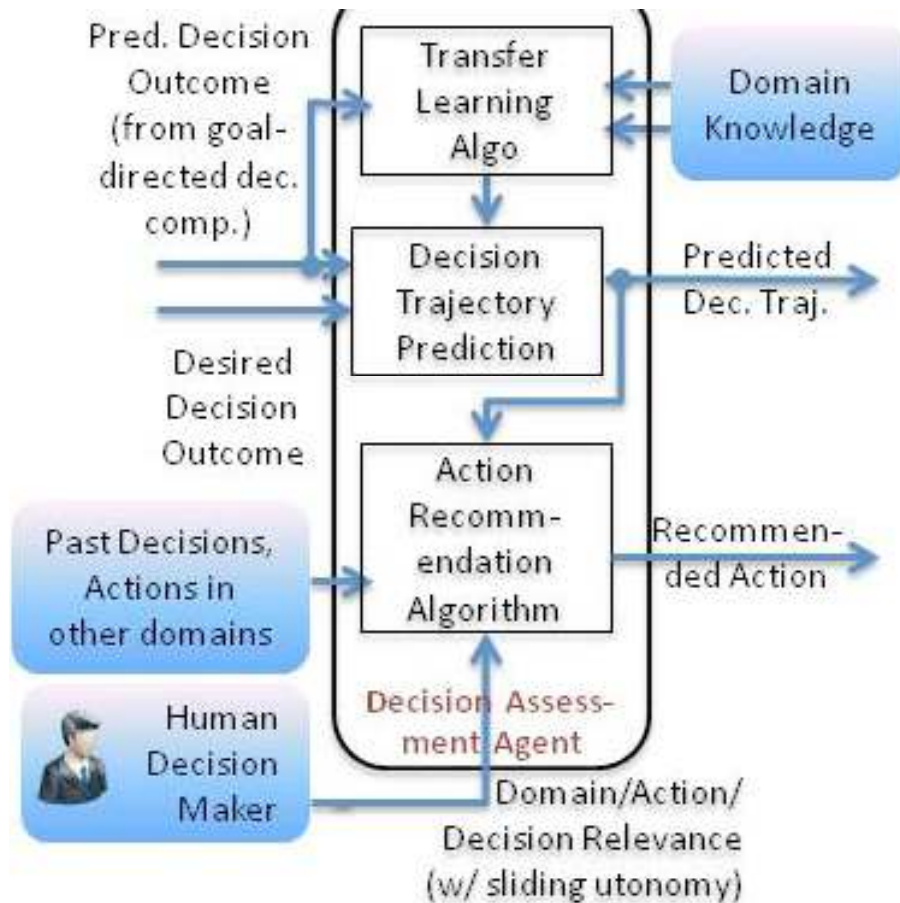 Pred. Decision
Outcome
(from goal-
directed dec.
comp.)
Transfer
Learning
Algo
Domain
Knowledge
Decision
Trajectory
Prediction
Predicted
Dec. Traj.
Desired
Decision
Outcome
Action
Recomm-
endation
Algorithm
Recommen-
ded Action
Past Decisions,
Actions in
other domains
Decision Assess-
ment Agent
Human
Decision
Maker
Domain/Action/
Decision Relevance
(w/ sliding utonomy)